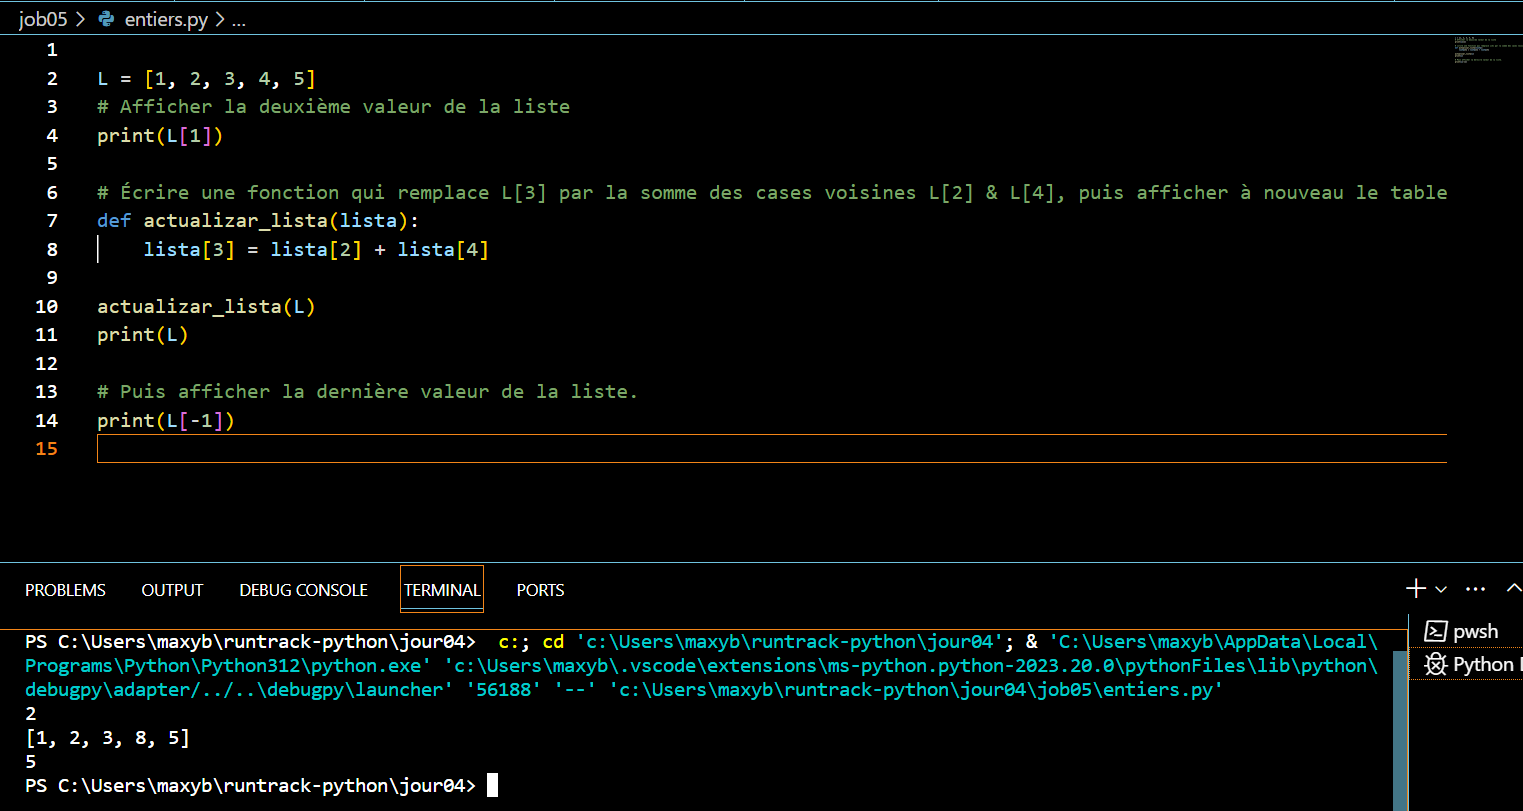 job05 > entiers.py > ...
1
2 L = [1, 2, 3, 4, 5]
3 # Afficher la deuxième valeur de la liste
4 print(L[1])
5
6 # Écrire une fonction qui remplace L[3] par la somme des cases voisines L[2] & L[4], puis afficher à nouveau le table
7 def actualizar_lista(lista):
8     lista[3] = lista[2] + lista[4]
9
10 actualizar_lista(L)
11 print(L)
12
13 # Puis afficher la dernière valeur de la liste.
14 print(L[-1])
15
PROBLEMS OUTPUT DEBUG CONSOLE TERMINAL PORTS
PS C:\Users\maxyb\runtrack-python\jour04>  c:; cd 'c:\Users\maxyb\runtrack-python\jour04'; & 'C:\Users\maxyb\AppData\Local\
Programs\Python\Python312\python.exe' 'c:\Users\maxyb\.vscode\extensions\ms-python.python-2023.20.0\pythonFiles\lib\python\
debugpy\adapter/../..\debugpy\launcher' '56188' '--' 'c:\Users\maxyb\runtrack-python\jour04\job05\entiers.py'
2
[1, 2, 3, 8, 5]
5
PS C:\Users\maxyb\runtrack-python\jour04>
pwsh
Python